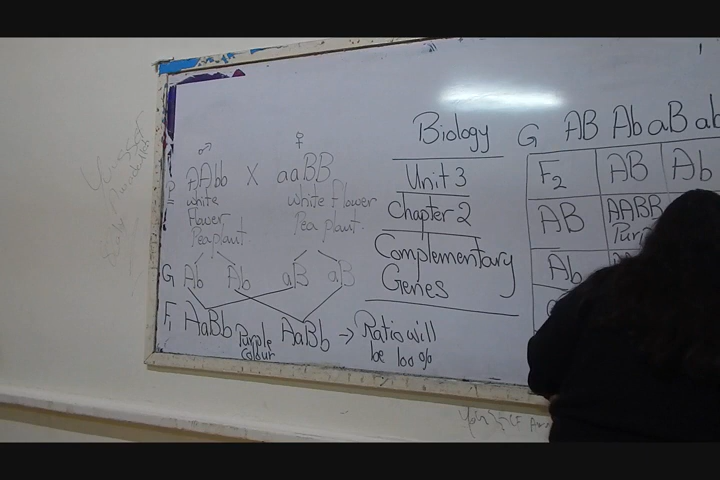 Biology
Unit 3
Chapter 2
Complementary
Genes
♂ ♀
P AAbb X aaBB
white white flower
flower Pea plant.
Pea plant.
G Ab Ab aB aB
F1 AaBb Purple Colour AaBb → Ratio will
be 100%
G AB Ab aB ab
F2 AB Ab
AB AABB
Ab